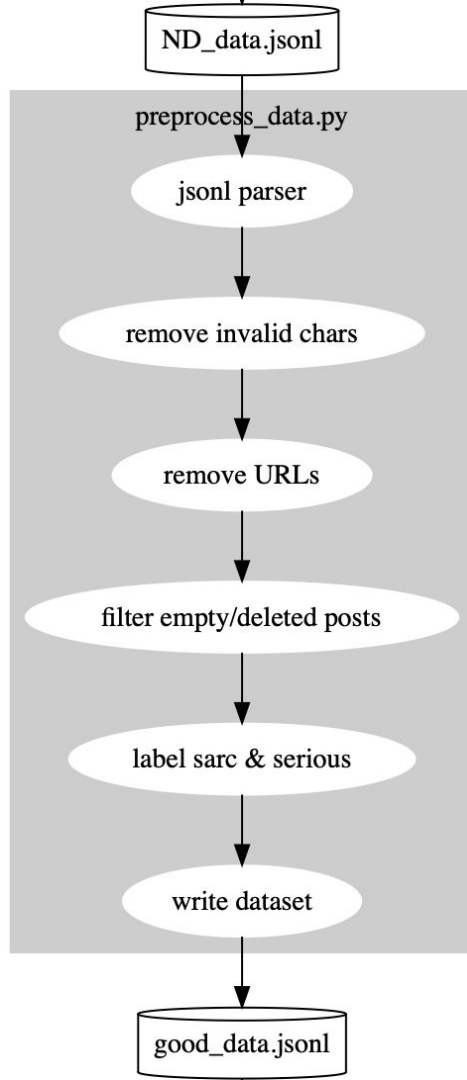 ND_data.jsonl
preprocess_data.py
jsonl parser
remove invalid chars
remove URLs
filter empty/deleted posts
label sarc & serious
write dataset
good_data.jsonl